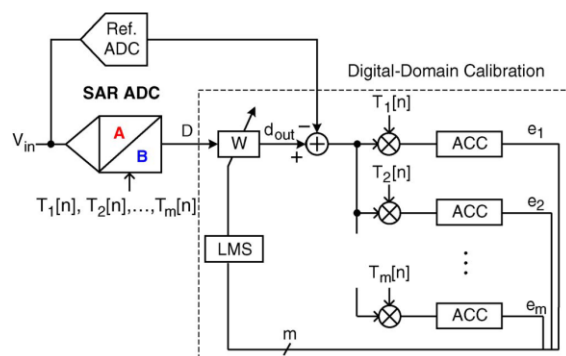 Ref.
ADC
SAR ADC
Digital-Domain Calibration
V_in
A
B
D
W
d_out
−
+
+
T_1[n]
ACC
e_1
T_1[n], T_2[n],...,T_m[n]
T_2[n]
ACC
e_2
LMS
⋮
T_m[n]
ACC
e_m
m